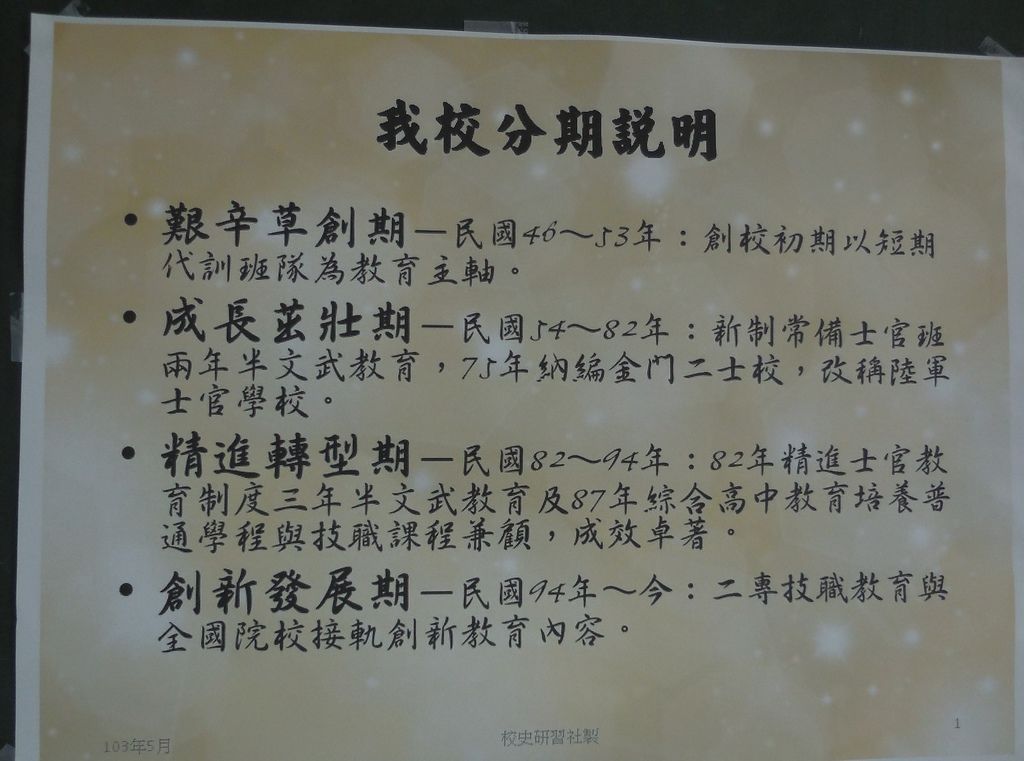 我校分期説明
• 艱辛草創期—民國46～53年：創校初期以短期
代訓班隊為教育主軸。
• 成長茁壯期—民國54～82年：新制常備士官班
兩年半文武教育，75年納編金門二士校，改稱陸軍
士官學校。
• 精進轉型期—民國82～94年：82年精進士官教
育制度三年半文武教育及87年綜合高中教育培養普
通學程與技職課程兼顧，成效卓著。
• 創新發展期—民國94年～今：二專技職教育與
全國院校接軌創新教育內容。
1
103年5月 校史研習社製